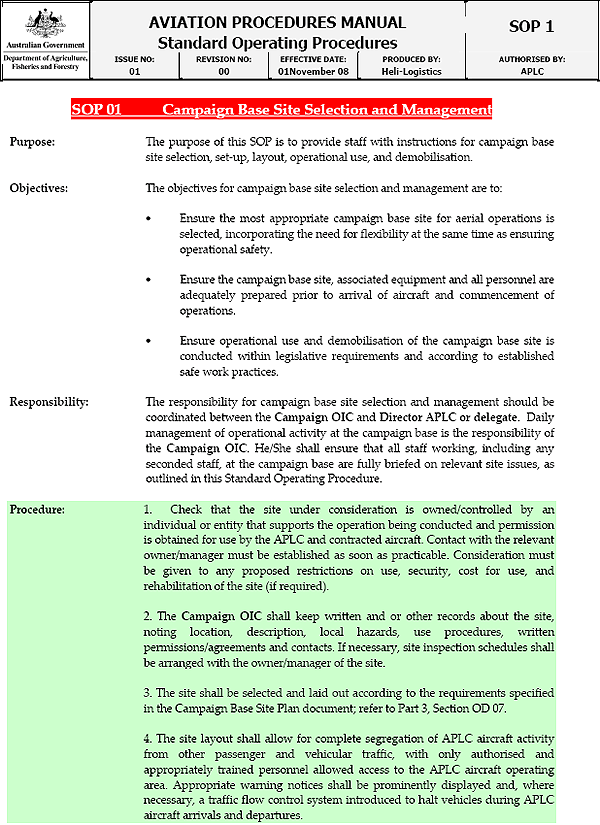 AVIATION PROCEDURES MANUAL
Standard Operating Procedures
SOP 1
Australian Government
Department of Agriculture,
Fisheries and Forestry
ISSUE NO:
01
REVISION NO:
00
EFFECTIVE DATE:
01November 08
PRODUCED BY:
Heli-Logistics
AUTHORISED BY:
APLC
SOP 01 Campaign Base Site Selection and Management
Purpose: The purpose of this SOP is to provide staff with instructions for campaign base
site selection, set-up, layout, operational use, and demobilisation.
Objectives: The objectives for campaign base site selection and management are to:
• Ensure the most appropriate campaign base site for aerial operations is
selected, incorporating the need for flexibility at the same time as ensuring
operational safety.
• Ensure the campaign base site, associated equipment and all personnel are
adequately prepared prior to arrival of aircraft and commencement of
operations.
• Ensure operational use and demobilisation of the campaign base site is
conducted within legislative requirements and according to established
safe work practices.
Responsibility: The responsibility for campaign base site selection and management should be
coordinated between the Campaign OIC and Director APLC or delegate. Daily
management of operational activity at the campaign base is the responsibility of
the Campaign OIC. He/She shall ensure that all staff working, including any
seconded staff, at the campaign base are fully briefed on relevant site issues, as
outlined in this Standard Operating Procedure.
Procedure: 1. Check that the site under consideration is owned/controlled by an
individual or entity that supports the operation being conducted and permission
is obtained for use by the APLC and contracted aircraft. Contact with the relevant
owner/manager must be established as soon as practicable. Consideration must
be given to any proposed restrictions on use, security, cost for use, and
rehabilitation of the site (if required).
2. The Campaign OIC shall keep written and or other records about the site,
noting location, description, local hazards, use procedures, written
permissions/agreements and contacts. If necessary, site inspection schedules shall
be arranged with the owner/manager of the site.
3. The site shall be selected and laid out according to the requirements specified
in the Campaign Base Site Plan document; refer to Part 3, Section OD 07.
4. The site layout shall allow for complete segregation of APLC aircraft activity
from other passenger and vehicular traffic, with only authorised and
appropriately trained personnel allowed access to the APLC aircraft operating
area. Appropriate warning notices shall be prominently displayed and, where
necessary, a traffic flow control system introduced to halt vehicles during APLC
aircraft arrivals and departures.